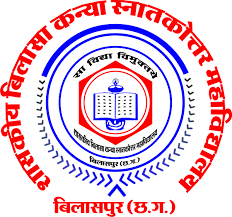 शासकीय बिलासा कन्या स्नातकोत्तर महाविद्यालय
सा विद्या विमुक्तये
बिलासपुर (छ.ग.)
बिलासपुर (छ.ग.)